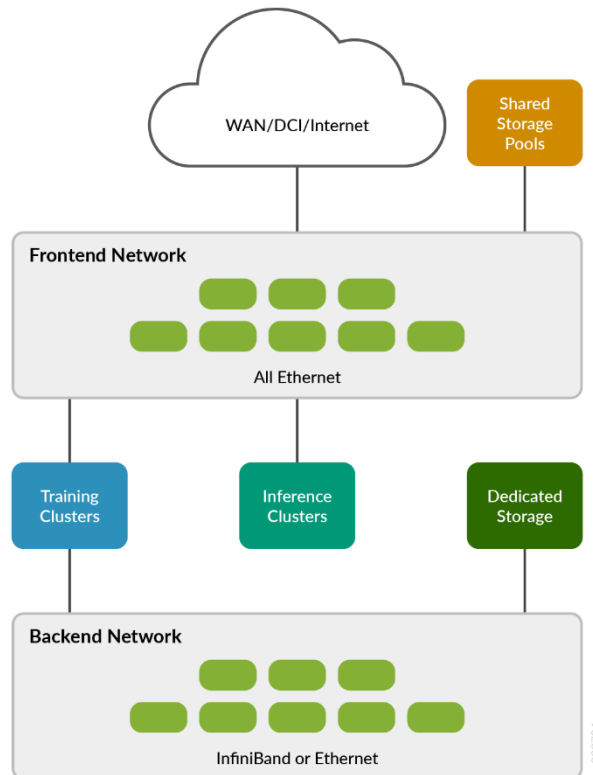 WAN/DCI/Internet
Shared
Storage
Pools
Frontend Network
All Ethernet
Training
Clusters
Inference
Clusters
Dedicated
Storage
Backend Network
InfiniBand or Ethernet